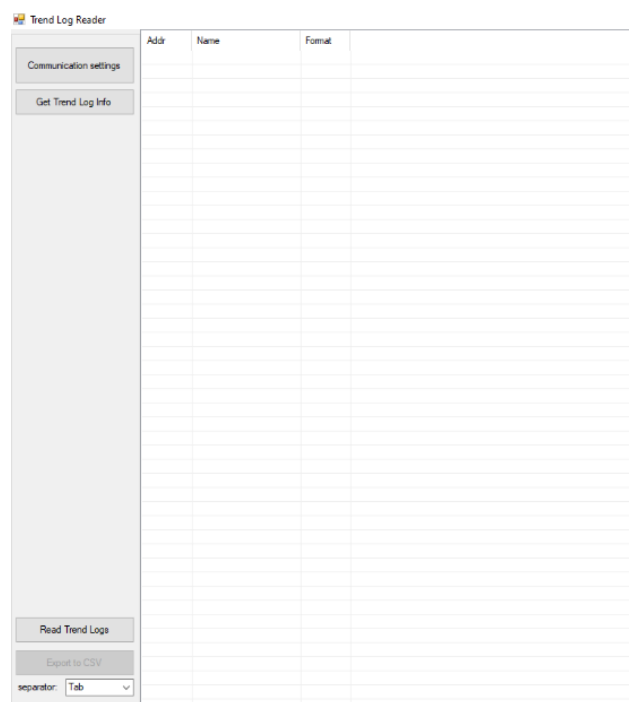 Trend Log Reader
Addr Name Format
Communication settings
Get Trend Log Info
Read Trend Logs
Export to CSV
separator: Tab